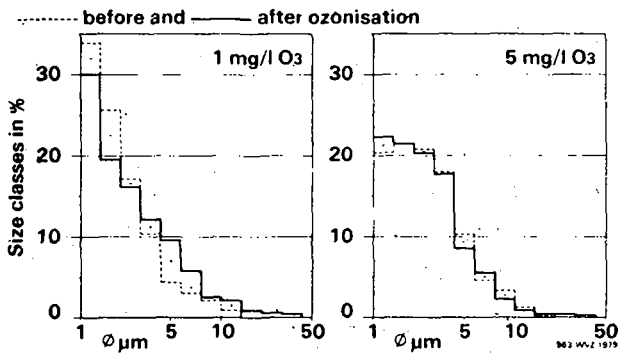 before and after ozonisation
1 mg/l O3
5 mg/l O3
Size classes in %
30
20
10
0
30
20
10
0
1 5 10 50
ø µm
1 5 10 50
ø µm